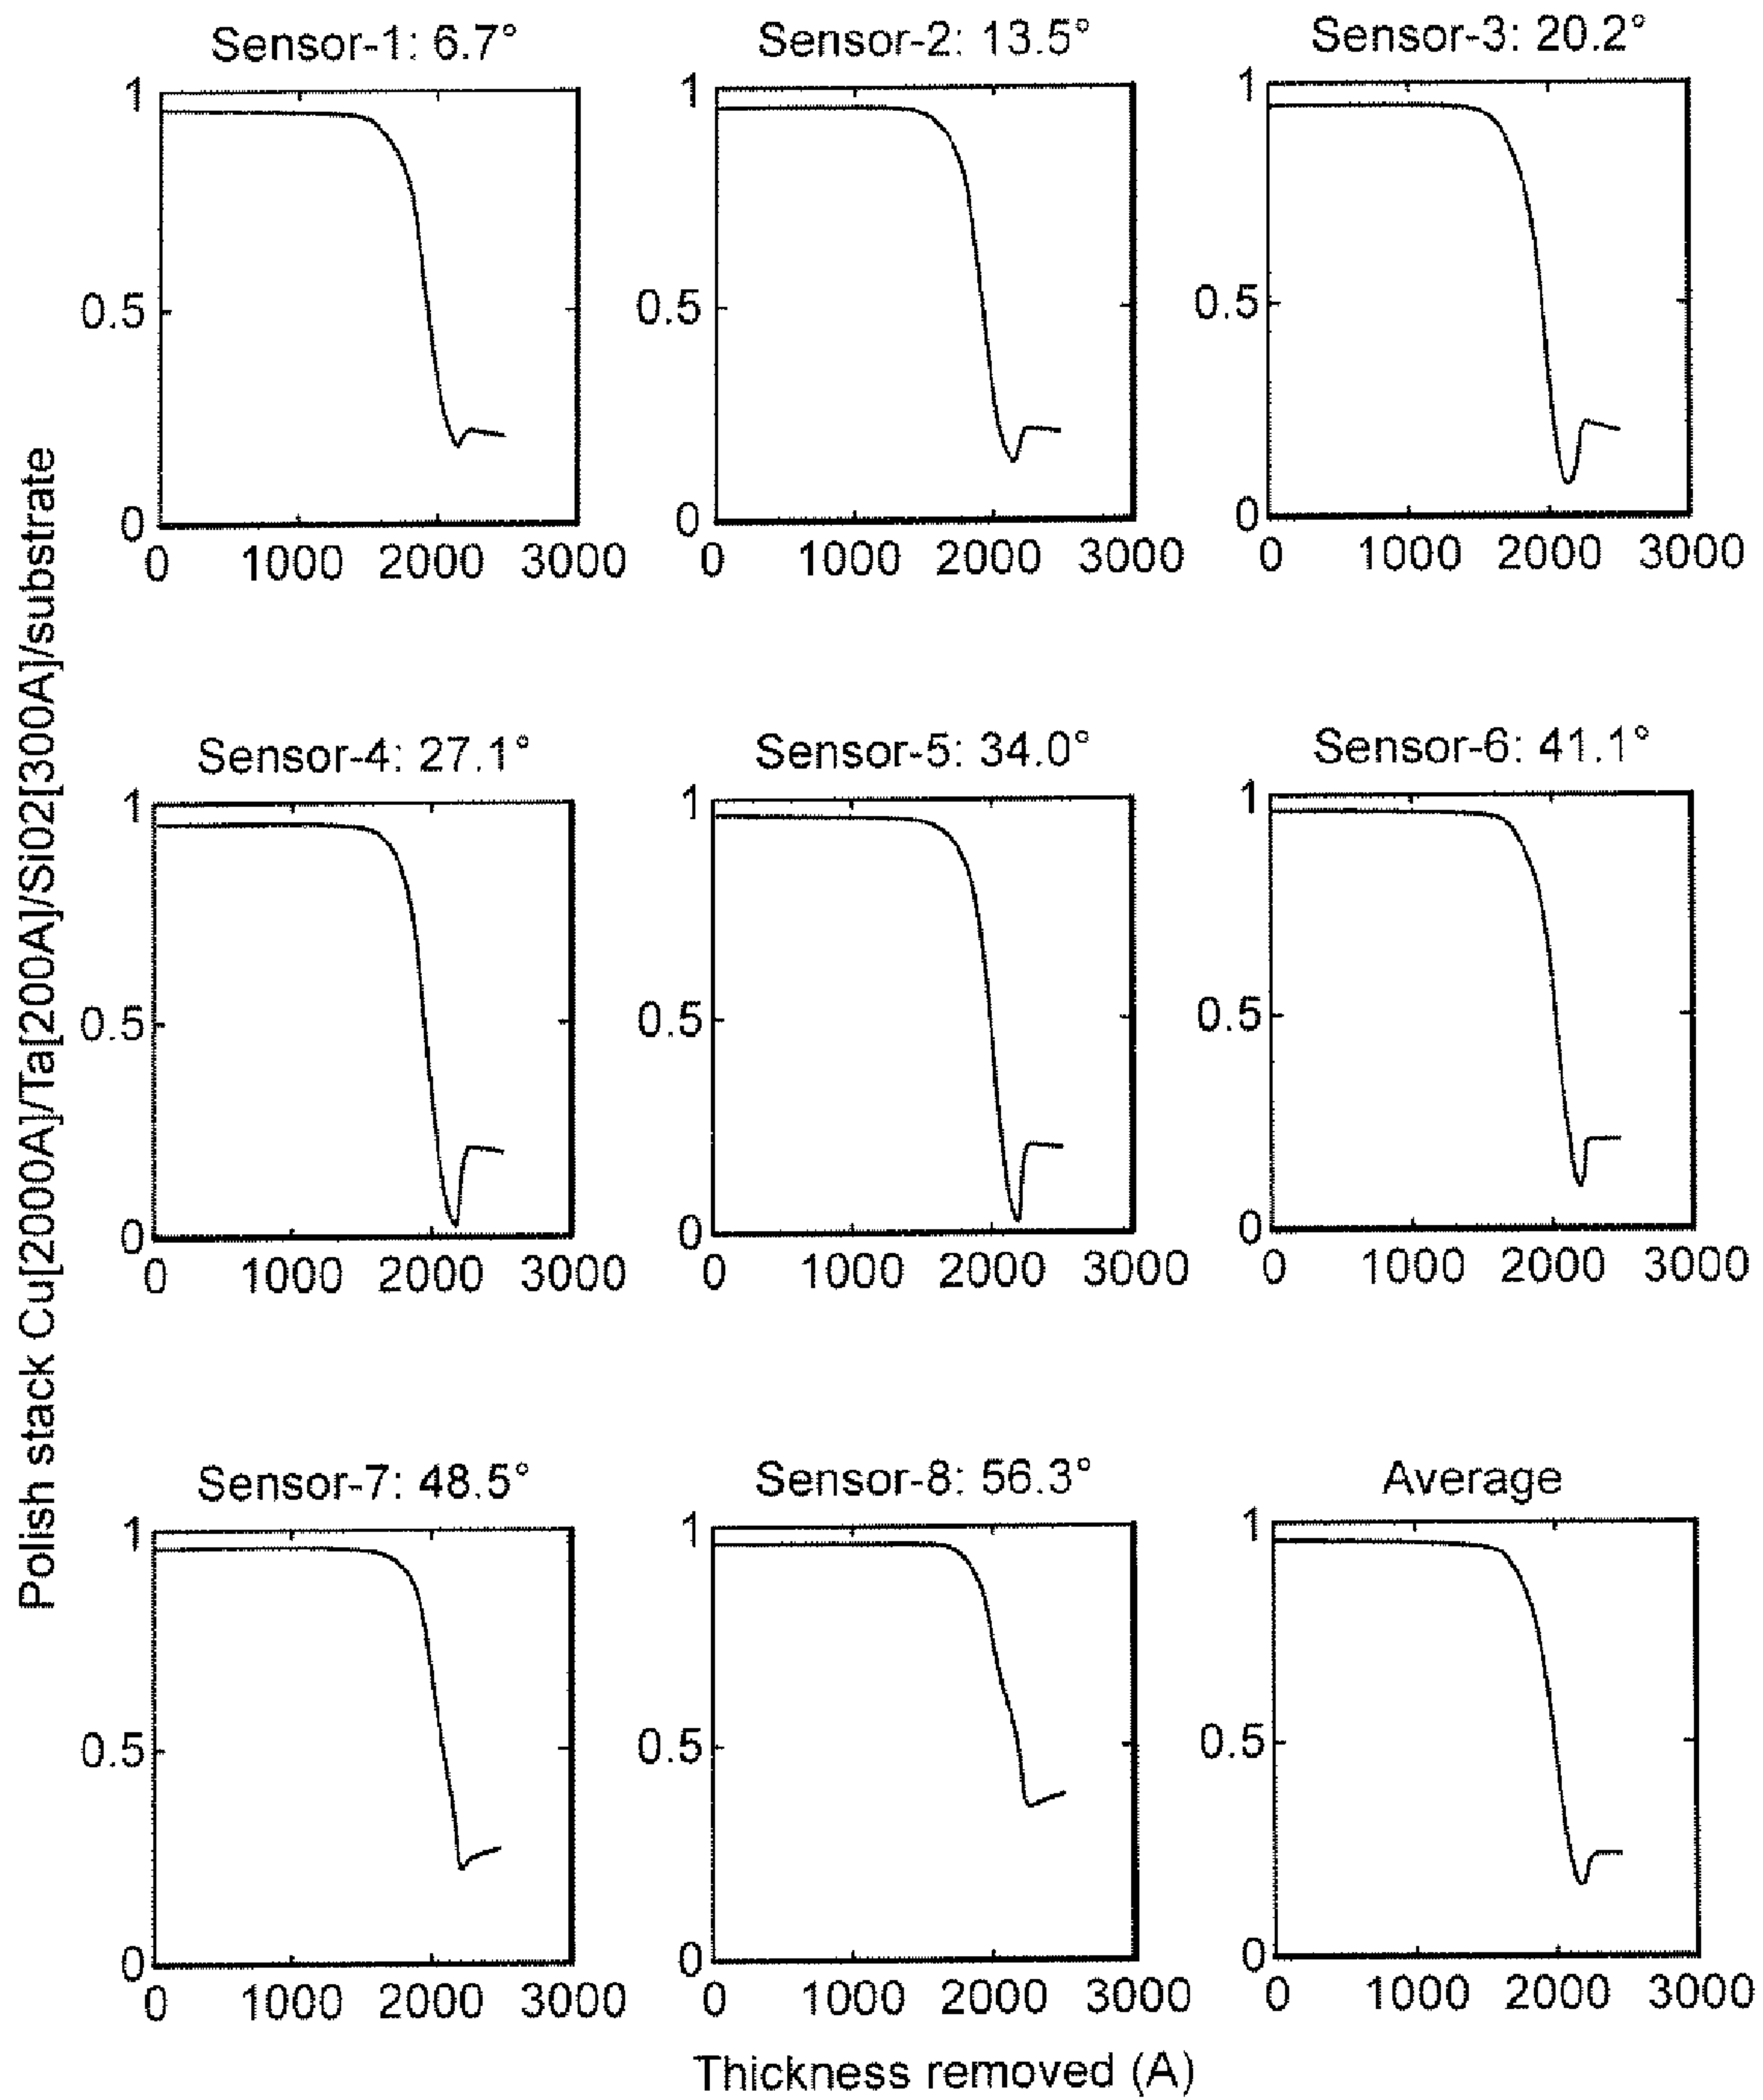 Sensor-1: 6.7°
Sensor-2: 13.5°
Sensor-3: 20.2°
1
0.5
0
0 1000 2000 3000
1
0.5
0
0 1000 2000 3000
1
0.5
0
0 1000 2000 3000
Polish stack Cu[2000A]/Ta[200A]/Si02[300A]/substrate
Sensor-4: 27.1°
Sensor-5: 34.0°
Sensor-6: 41.1°
1
0.5
0
0 1000 2000 3000
1
0.5
0
0 1000 2000 3000
1
0.5
0
0 1000 2000 3000
Sensor-7: 48.5°
Sensor-8: 56.3°
Average
1
0.5
0
0 1000 2000 3000
1
0.5
0
0 1000 2000 3000
1
0.5
0
0 1000 2000 3000
Thickness removed (A)